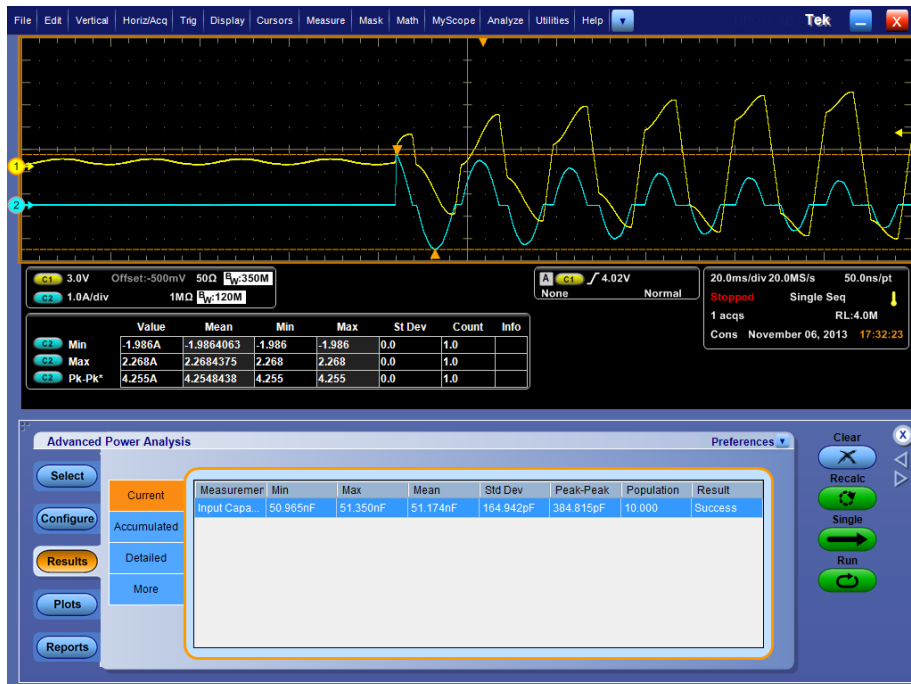 File Edit Vertical Horiz/Acq Trig Display Cursors Measure Mask Math MyScope Analyze Utilities Help Tek X
1
2
C1 3.0V Offset:-500mV 50Ω BW:350M
C2 1.0A/div 1MΩ BW:120M
A C1 4.02V
None Normal
20.0ms/div 20.0MS/s 50.0ns/pt
Stopped Single Seq
1 acqs RL:4.0M
Cons November 06, 2013 17:32:23
Value Mean Min Max St Dev Count Info
C2 Min -1.986A -1.9864063 -1.986 -1.986 0.0 1.0
C2 Max 2.268A 2.2684375 2.268 2.268 0.0 1.0
C2 Pk-Pk* 4.255A 4.2548438 4.255 4.255 0.0 1.0
Advanced Power Analysis Preferences
Select
Configure
Results
Plots
Reports
Current
Accumulated
Detailed
More
Measuremer Min Max Mean Std Dev Peak-Peak Population Result
Input Capa... 50.965nF 51.350nF 51.174nF 164.942pF 384.815pF 10.000 Success
Clear X
Recalc
Single
Run